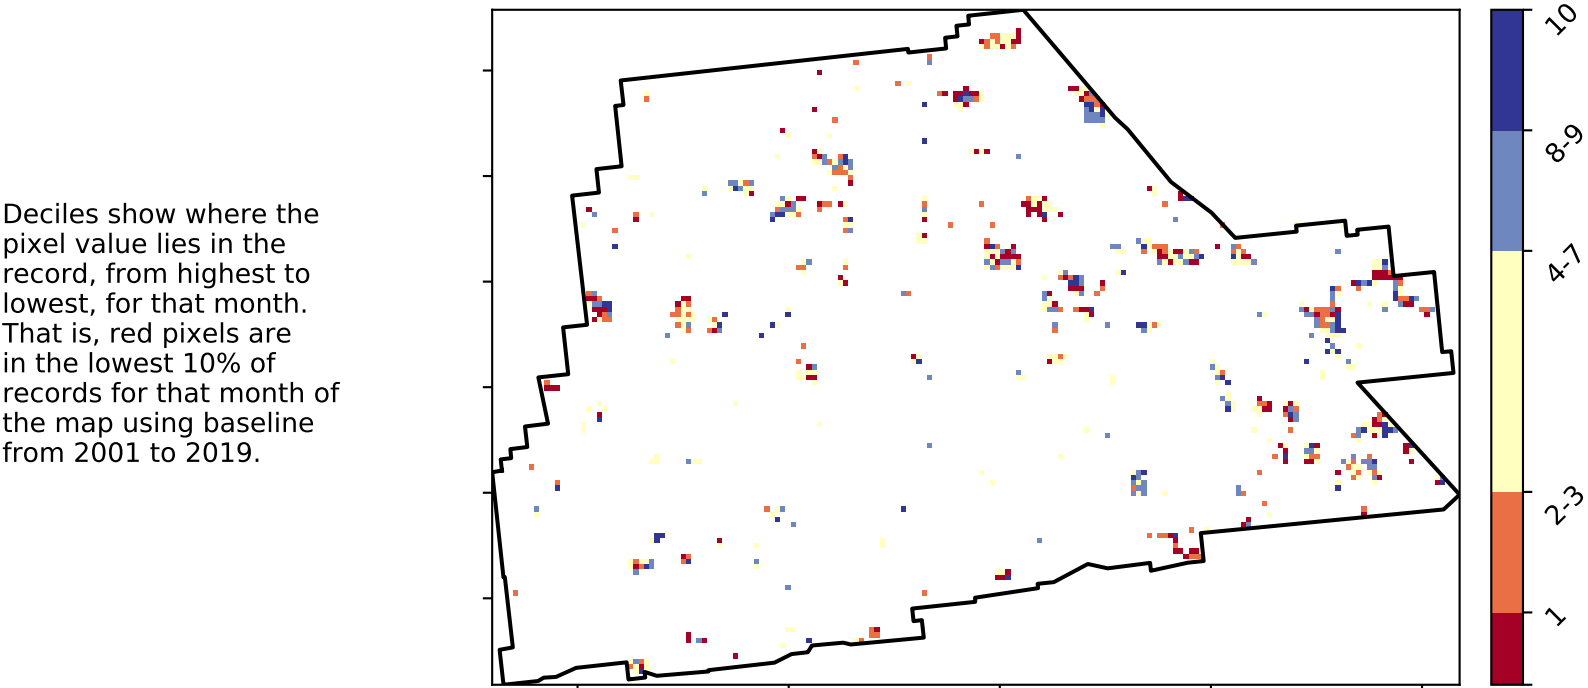 Deciles show where the
pixel value lies in the
record, from highest to
lowest, for that month.
That is, red pixels are
in the lowest 10% of
records for that month of
the map using baseline
from 2001 to 2019.
10
8-9
4-7
2-3
1